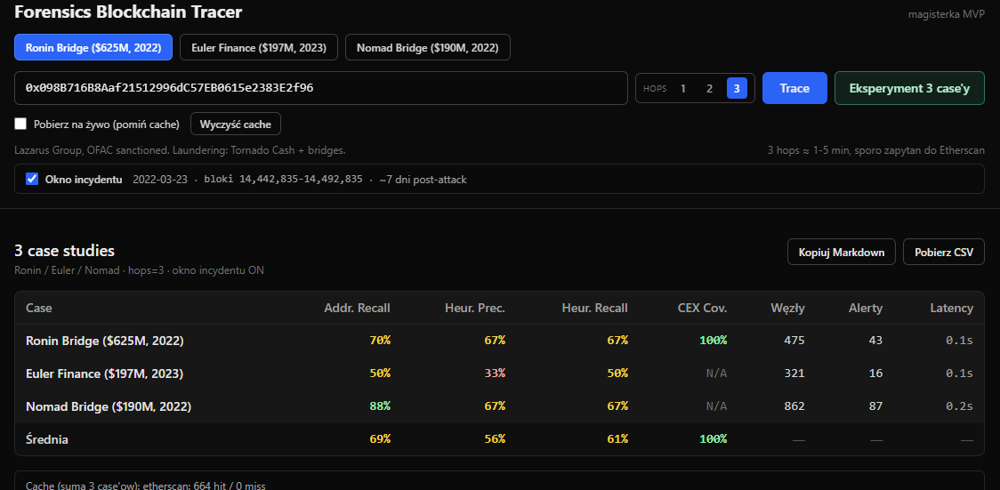 Forensics Blockchain Tracer
magisterka MVP
Ronin Bridge ($625M, 2022) Euler Finance ($197M, 2023) Nomad Bridge ($190M, 2022)
0x098B716B8Aaf21512996dC57EB0615e2383E2f96 HOPS 1 2 3 Trace Eksperyment 3 case'y
Pobierz na żywo (pomiń cache) Wyczyść cache
Lazarus Group, OFAC sanctioned. Laundering: Tornado Cash + bridges. 3 hops ≈ 1-5 min, sporo zapytan do Etherscan
Okno incydentu 2022-03-23 · bloki 14,442,835-14,492,835 · ~7 dni post-attack
3 case studies
Ronin / Euler / Nomad · hops=3 · okno incydentu ON
Kopiuj Markdown Pobierz CSV
Case Addr. Recall Heur. Prec. Heur. Recall CEX Cov. Węzły Alerty Latency
Ronin Bridge ($625M, 2022) 70% 67% 67% 100% 475 43 0.1s
Euler Finance ($197M, 2023) 50% 33% 50% N/A 321 16 0.1s
Nomad Bridge ($190M, 2022) 88% 67% 67% N/A 862 87 0.2s
Średnia 69% 56% 61% 100% — — —
Cache (suma 3 case'ow): etherscan: 664 hit / 0 miss